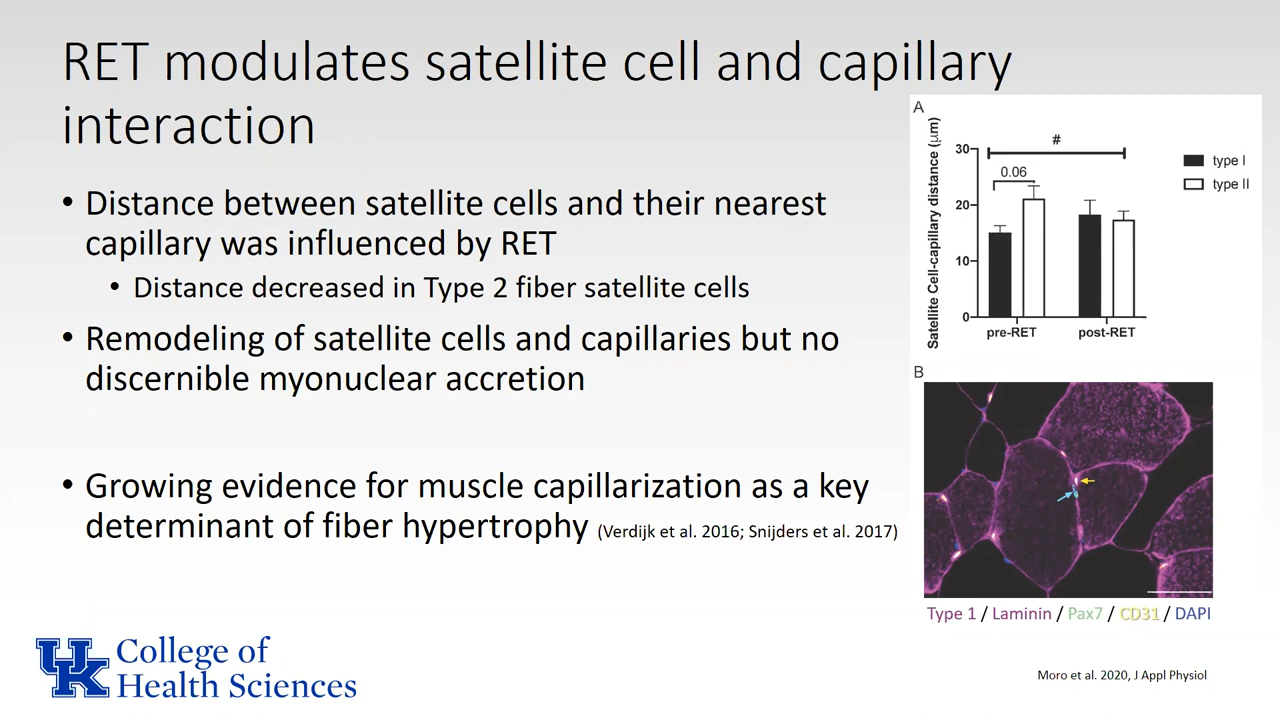 RET modulates satellite cell and capillary
interaction
• Distance between satellite cells and their nearest
capillary was influenced by RET
• Distance decreased in Type 2 fiber satellite cells
• Remodeling of satellite cells and capillaries but no
discernible myonuclear accretion
• Growing evidence for muscle capillarization as a key
determinant of fiber hypertrophy (Verdijk et al. 2016; Snijders et al. 2017)
A
Satellite Cell-capillary distance (μm)
30
20
10
0
#
0.06
pre-RET
post-RET
type I
type II
B
Type 1 / Laminin / Pax7 / CD31 / DAPI
UK
College of
Health Sciences
Moro et al. 2020, J Appl Physiol